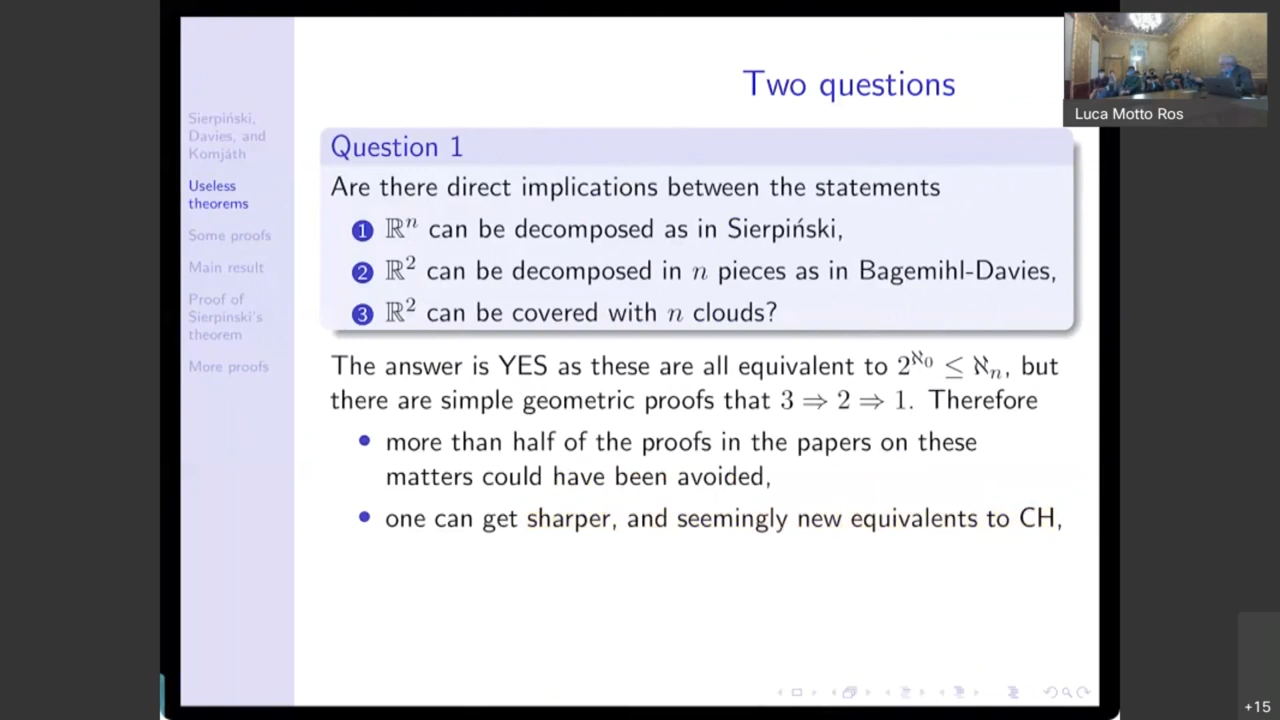 Two questions
Luca Motto Ros
Sierpiński,
Davies, and
Komjáth
Useless
theorems
Some proofs
Main result
Proof of
Sierpinski's
theorem
More proofs
Question 1
Are there direct implications between the statements
1 ℝⁿ can be decomposed as in Sierpiński,
2 ℝ² can be decomposed in n pieces as in Bagemihl-Davies,
3 ℝ² can be covered with n clouds?
The answer is YES as these are all equivalent to 2^ℵ₀ ≤ ℵₙ, but
there are simple geometric proofs that 3 ⇒ 2 ⇒ 1. Therefore
• more than half of the proofs in the papers on these
matters could have been avoided,
• one can get sharper, and seemingly new equivalents to CH,
+15